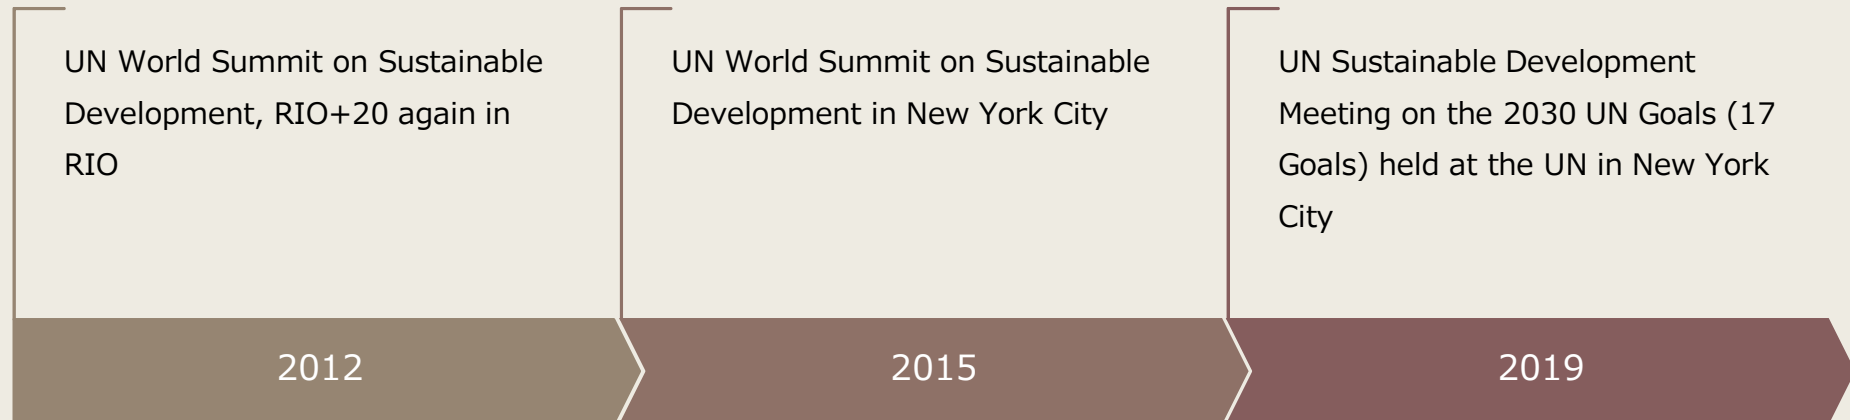 UN World Summit on Sustainable
Development, RIO+20 again in
RIO
2012
UN World Summit on Sustainable
Development in New York City
2015
UN Sustainable Development
Meeting on the 2030 UN Goals (17
Goals) held at the UN in New York
City
2019